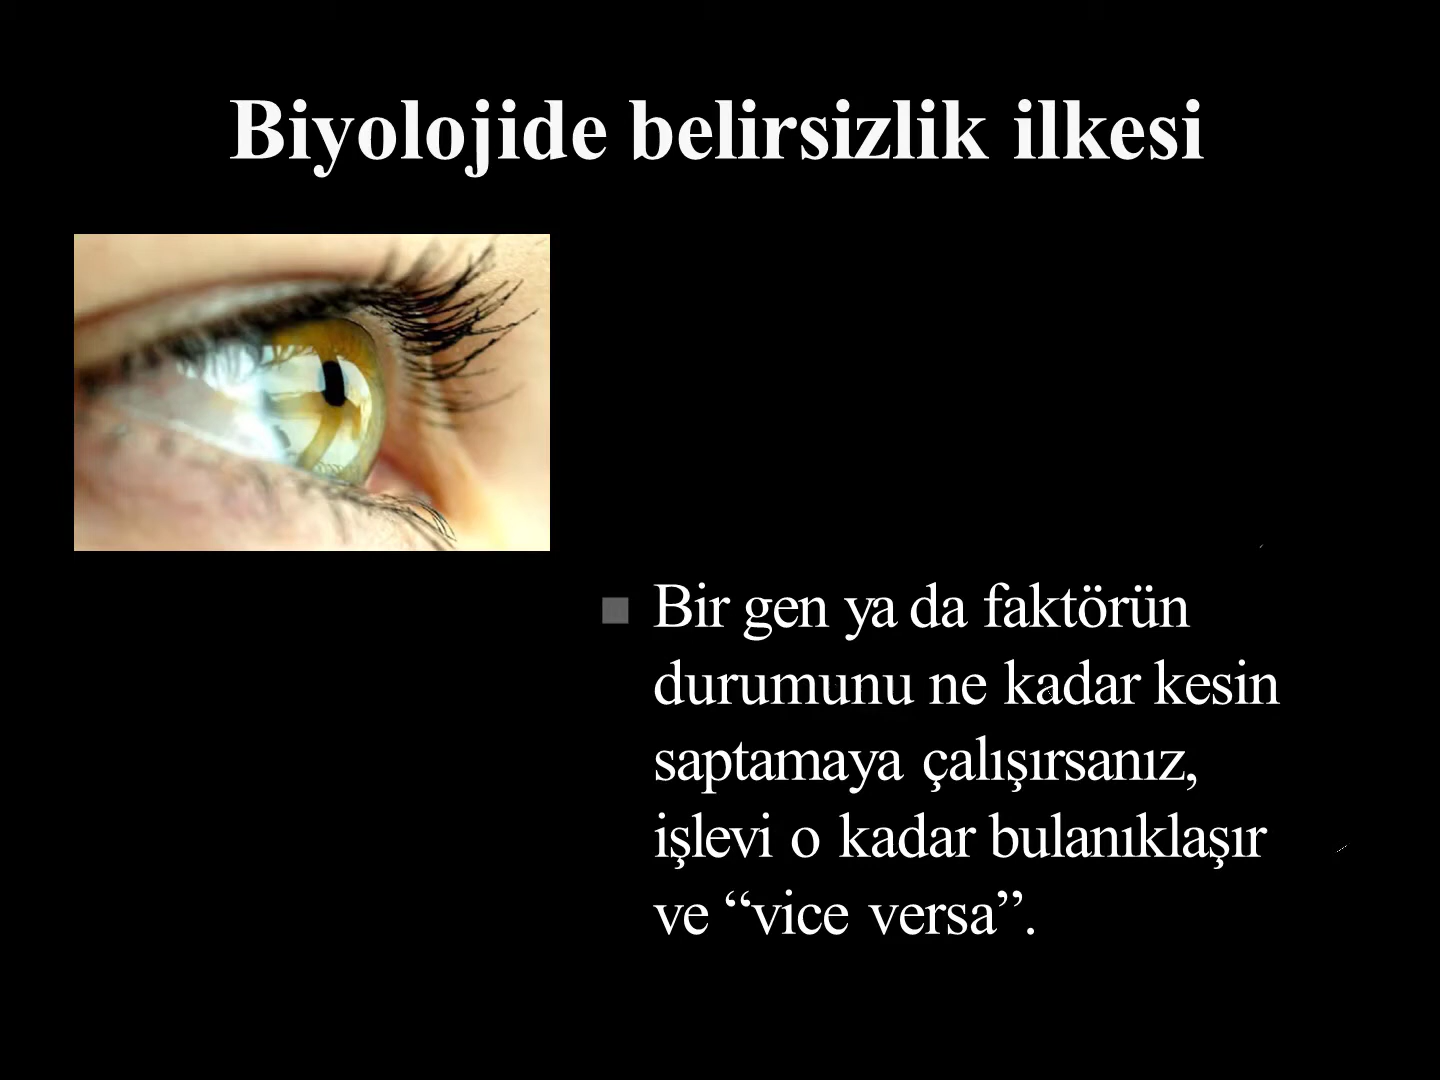 Biyolojide belirsizlik ilkesi
Bir gen ya da faktörün
durumunu ne kadar kesin
saptamaya çalışırsanız,
işlevi o kadar bulanıklaşır
ve “vice versa”.